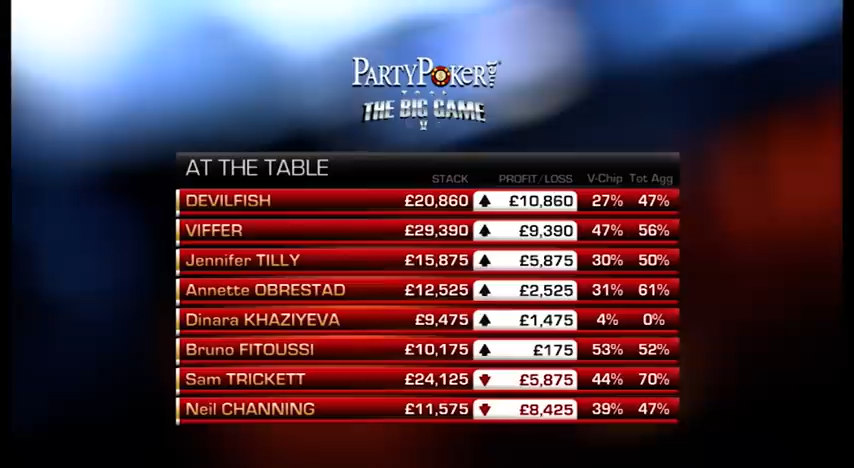 PARTYPOKER.net
THE BIG GAME
V
AT THE TABLE STACK PROFIT/LOSS V-Chip Tot Agg
DEVILFISH £20,860 £10,860 27% 47%
VIFFER £29,390 £9,390 47% 56%
Jennifer TILLY £15,875 £5,875 30% 50%
Annette OBRESTAD £12,525 £2,525 31% 61%
Dinara KHAZIYEVA £9,475 £1,475 4% 0%
Bruno FITOUSSI £10,175 £175 53% 52%
Sam TRICKETT £24,125 £5,875 44% 70%
Neil CHANNING £11,575 £8,425 39% 47%